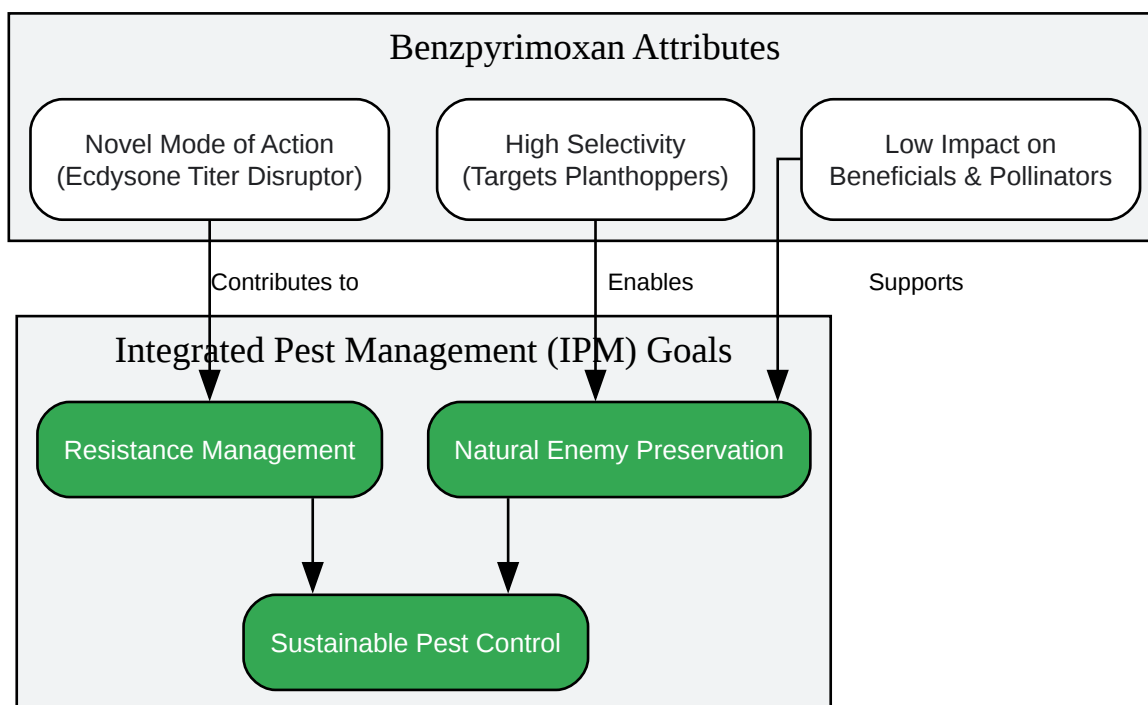 Benzpyrimoxan Attributes
Novel Mode of Action
(Ecdysone Titer Disruptor)
High Selectivity
(Targets Planthoppers)
Low Impact on
Beneficials & Pollinators
Contributes to
Enables
Supports
Integrated Pest Management (IPM) Goals
Resistance Management
Natural Enemy Preservation
Sustainable Pest Control